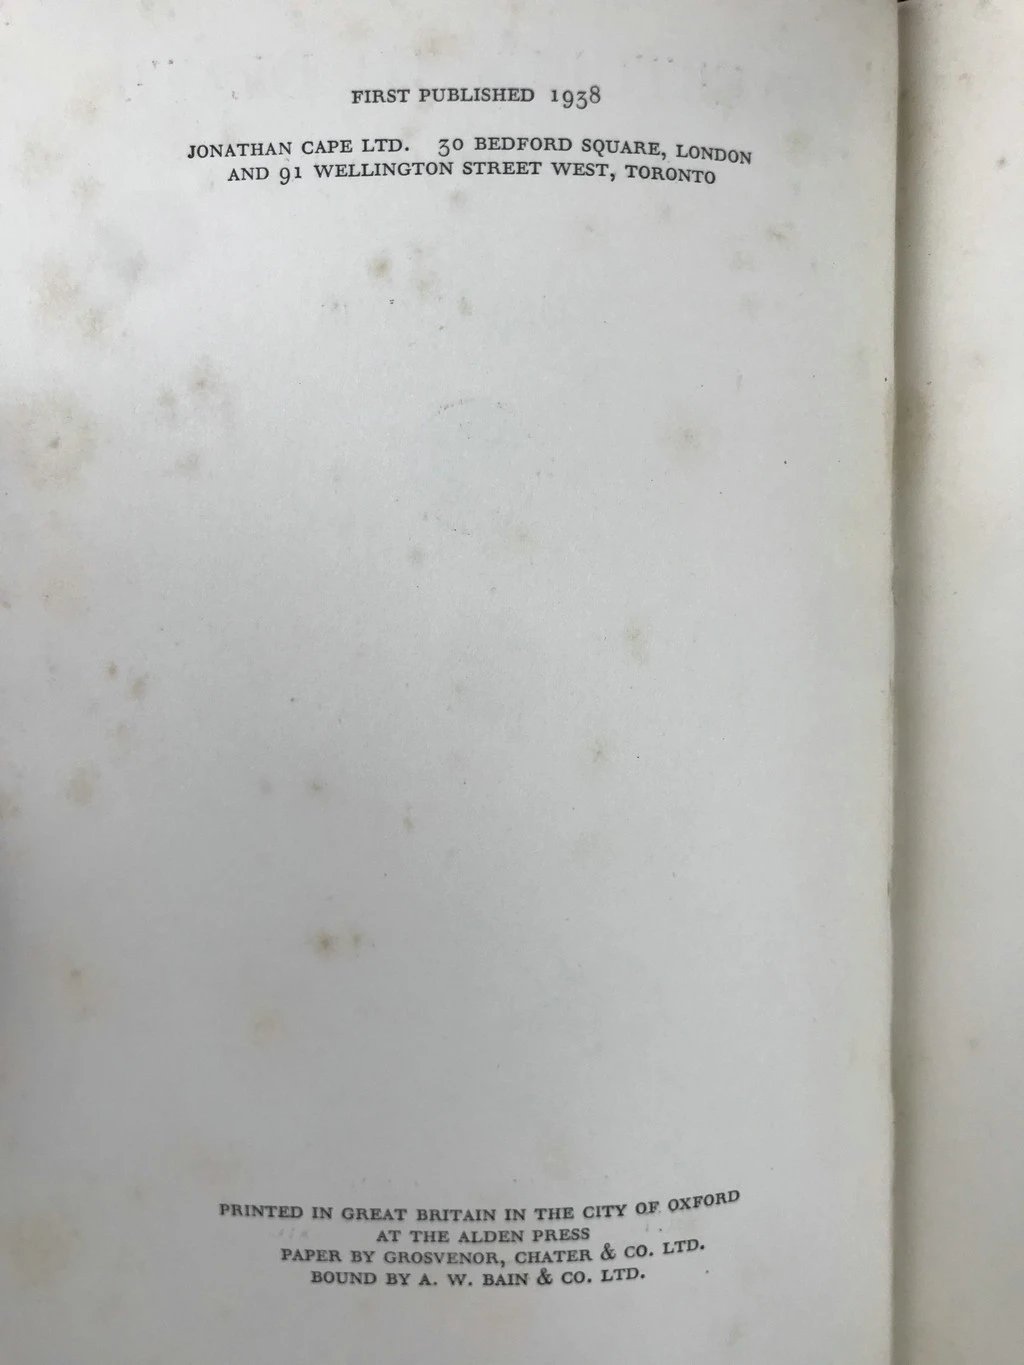 FIRST PUBLISHED 1938
JONATHAN CAPE LTD. 30 BEDFORD SQUARE, LONDON
AND 91 WELLINGTON STREET WEST, TORONTO
PRINTED IN GREAT BRITAIN IN THE CITY OF OXFORD
AT THE ALDEN PRESS
PAPER BY GROSVENOR, CHATER & CO. LTD.
BOUND BY A. W. BAIN & CO. LTD.